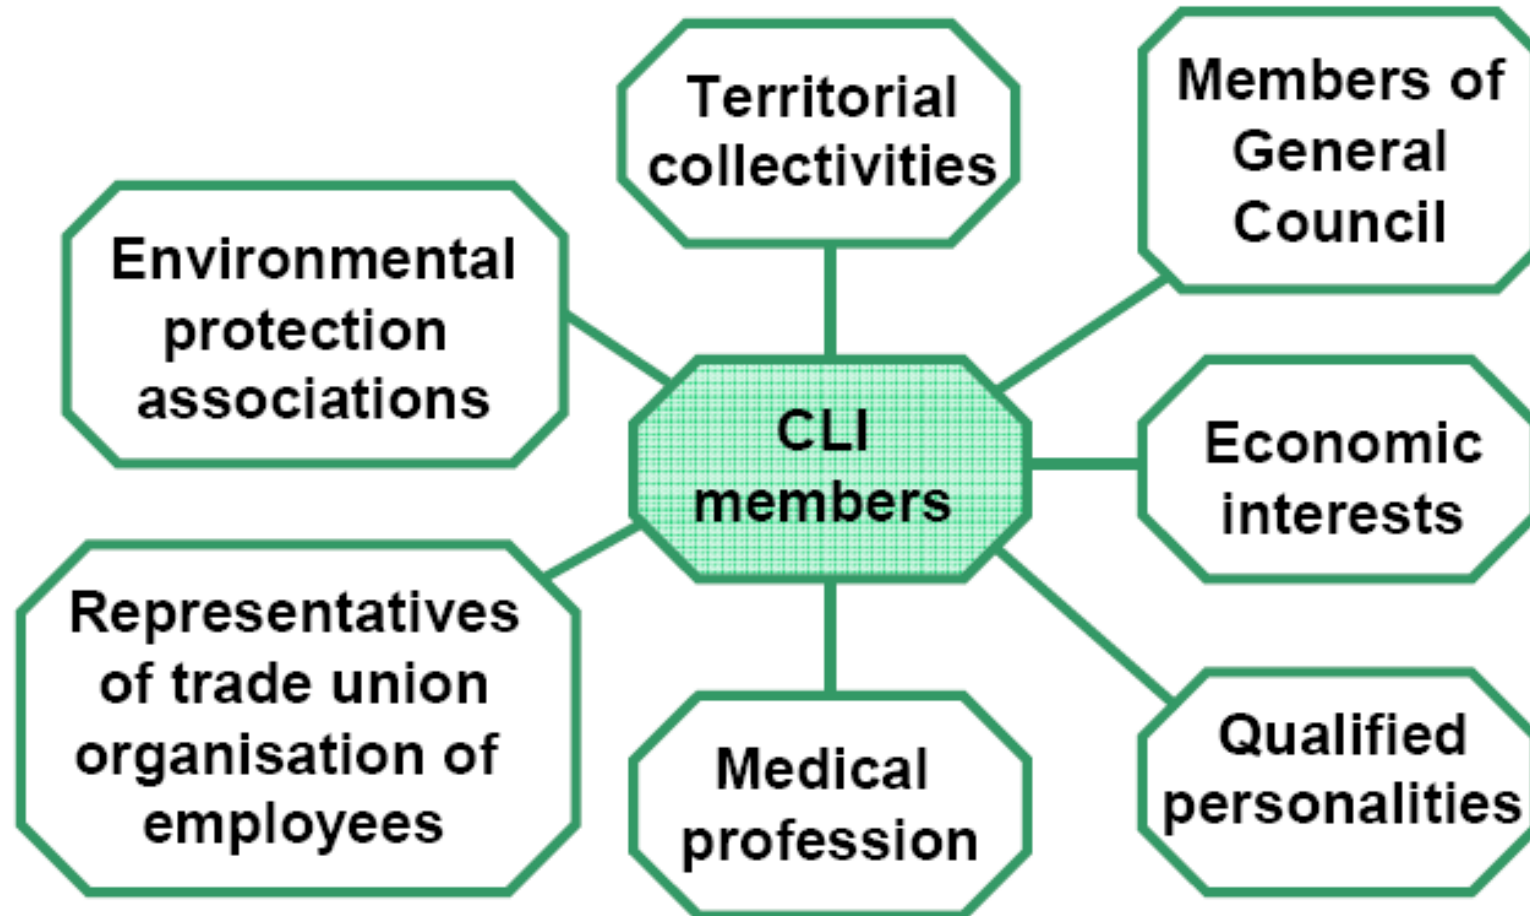 Territorial
collectivities
Members of
General
Council
Environmental
protection
associations
CLI
members
Economic
interests
Representatives
of trade union
organisation of
employees
Medical
profession
Qualified
personalities